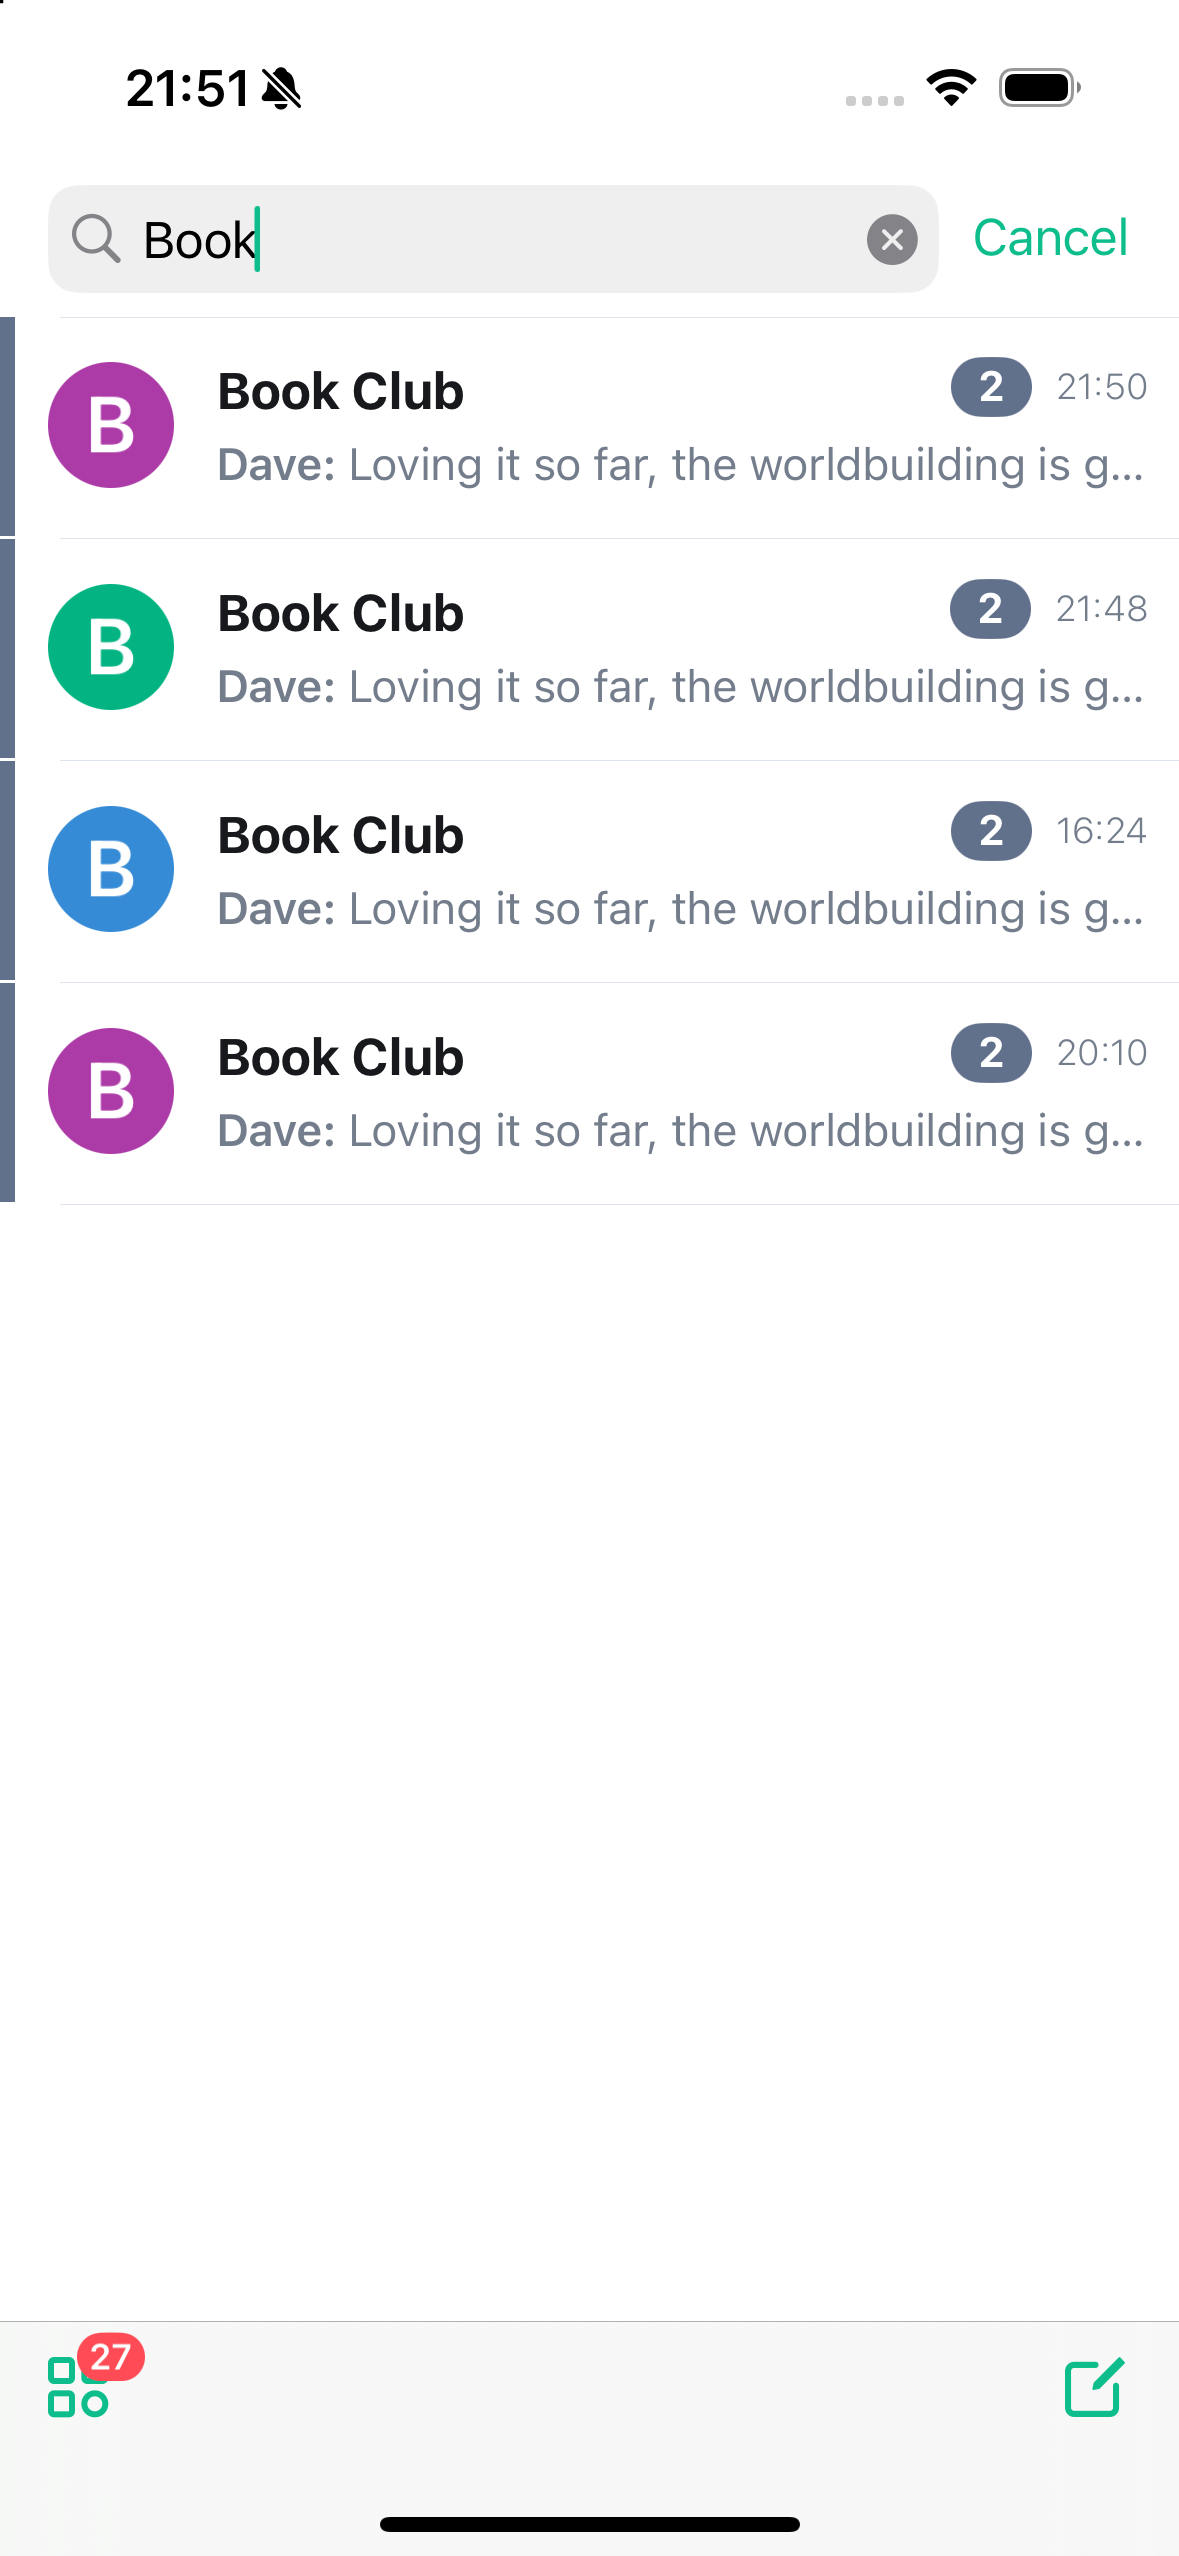 21:51
Book
Cancel
B
Book Club
2
21:50
Dave: Loving it so far, the worldbuilding is g...
B
Book Club
2
21:48
Dave: Loving it so far, the worldbuilding is g...
B
Book Club
2
16:24
Dave: Loving it so far, the worldbuilding is g...
B
Book Club
2
20:10
Dave: Loving it so far, the worldbuilding is g...
27